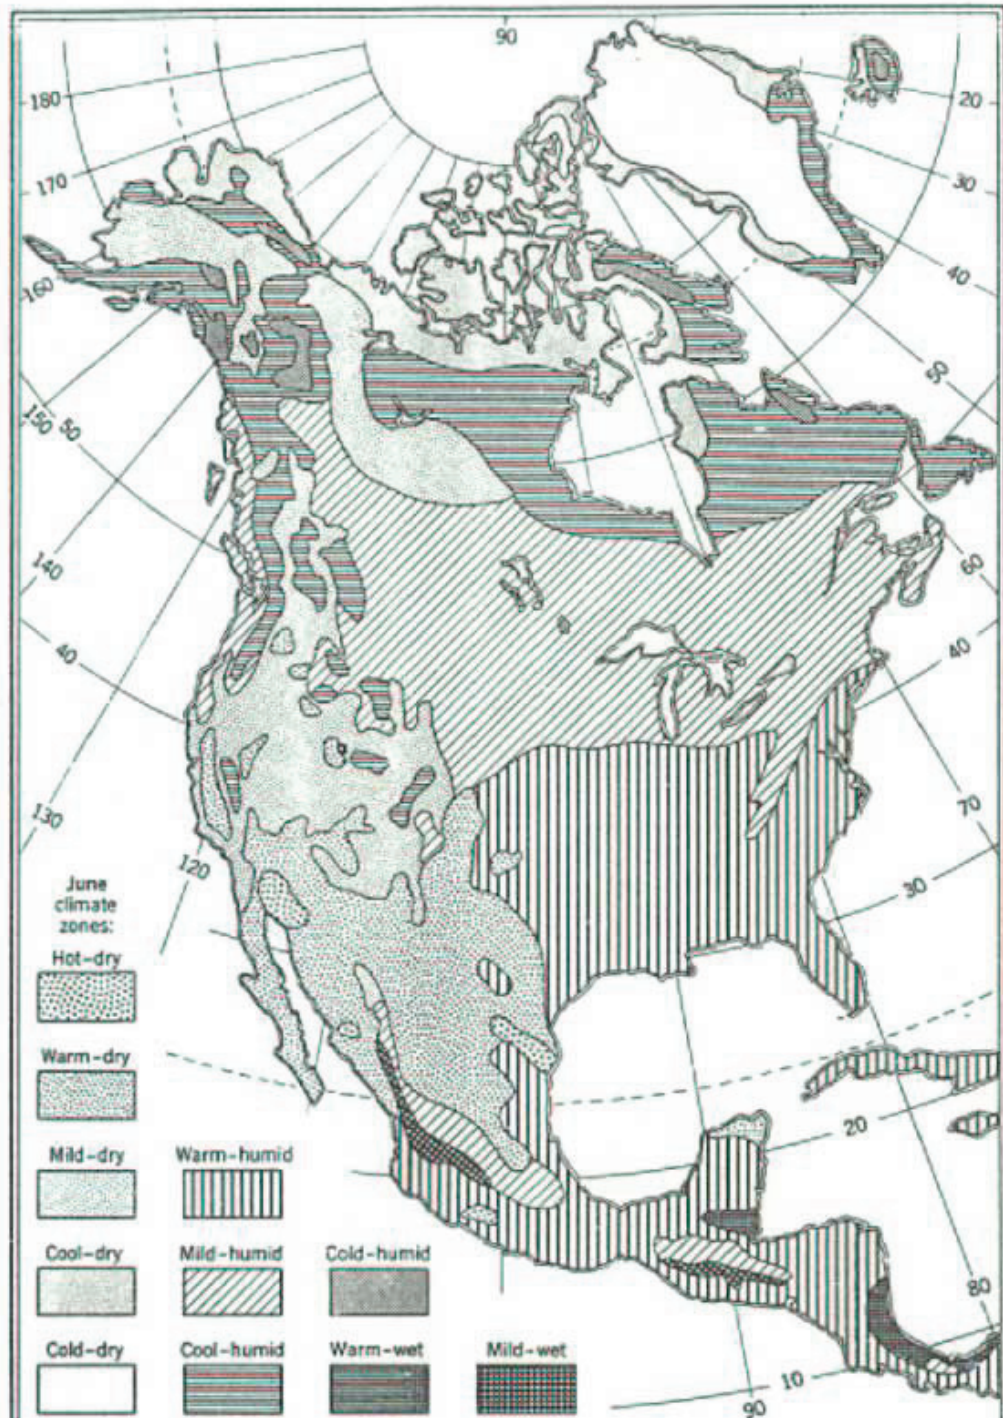 90
180
20
170
30
160
40
150
50
50
140
60
40
40
130
70
120
30
June
climate
zones:
Hot-dry
Warm-dry
20
Mild-dry
Warm-humid
Cool-dry
Mild-humid
Cold-humid
80
Cold-dry
Cool-humid
Warm-wet
Mild-wet
10
90